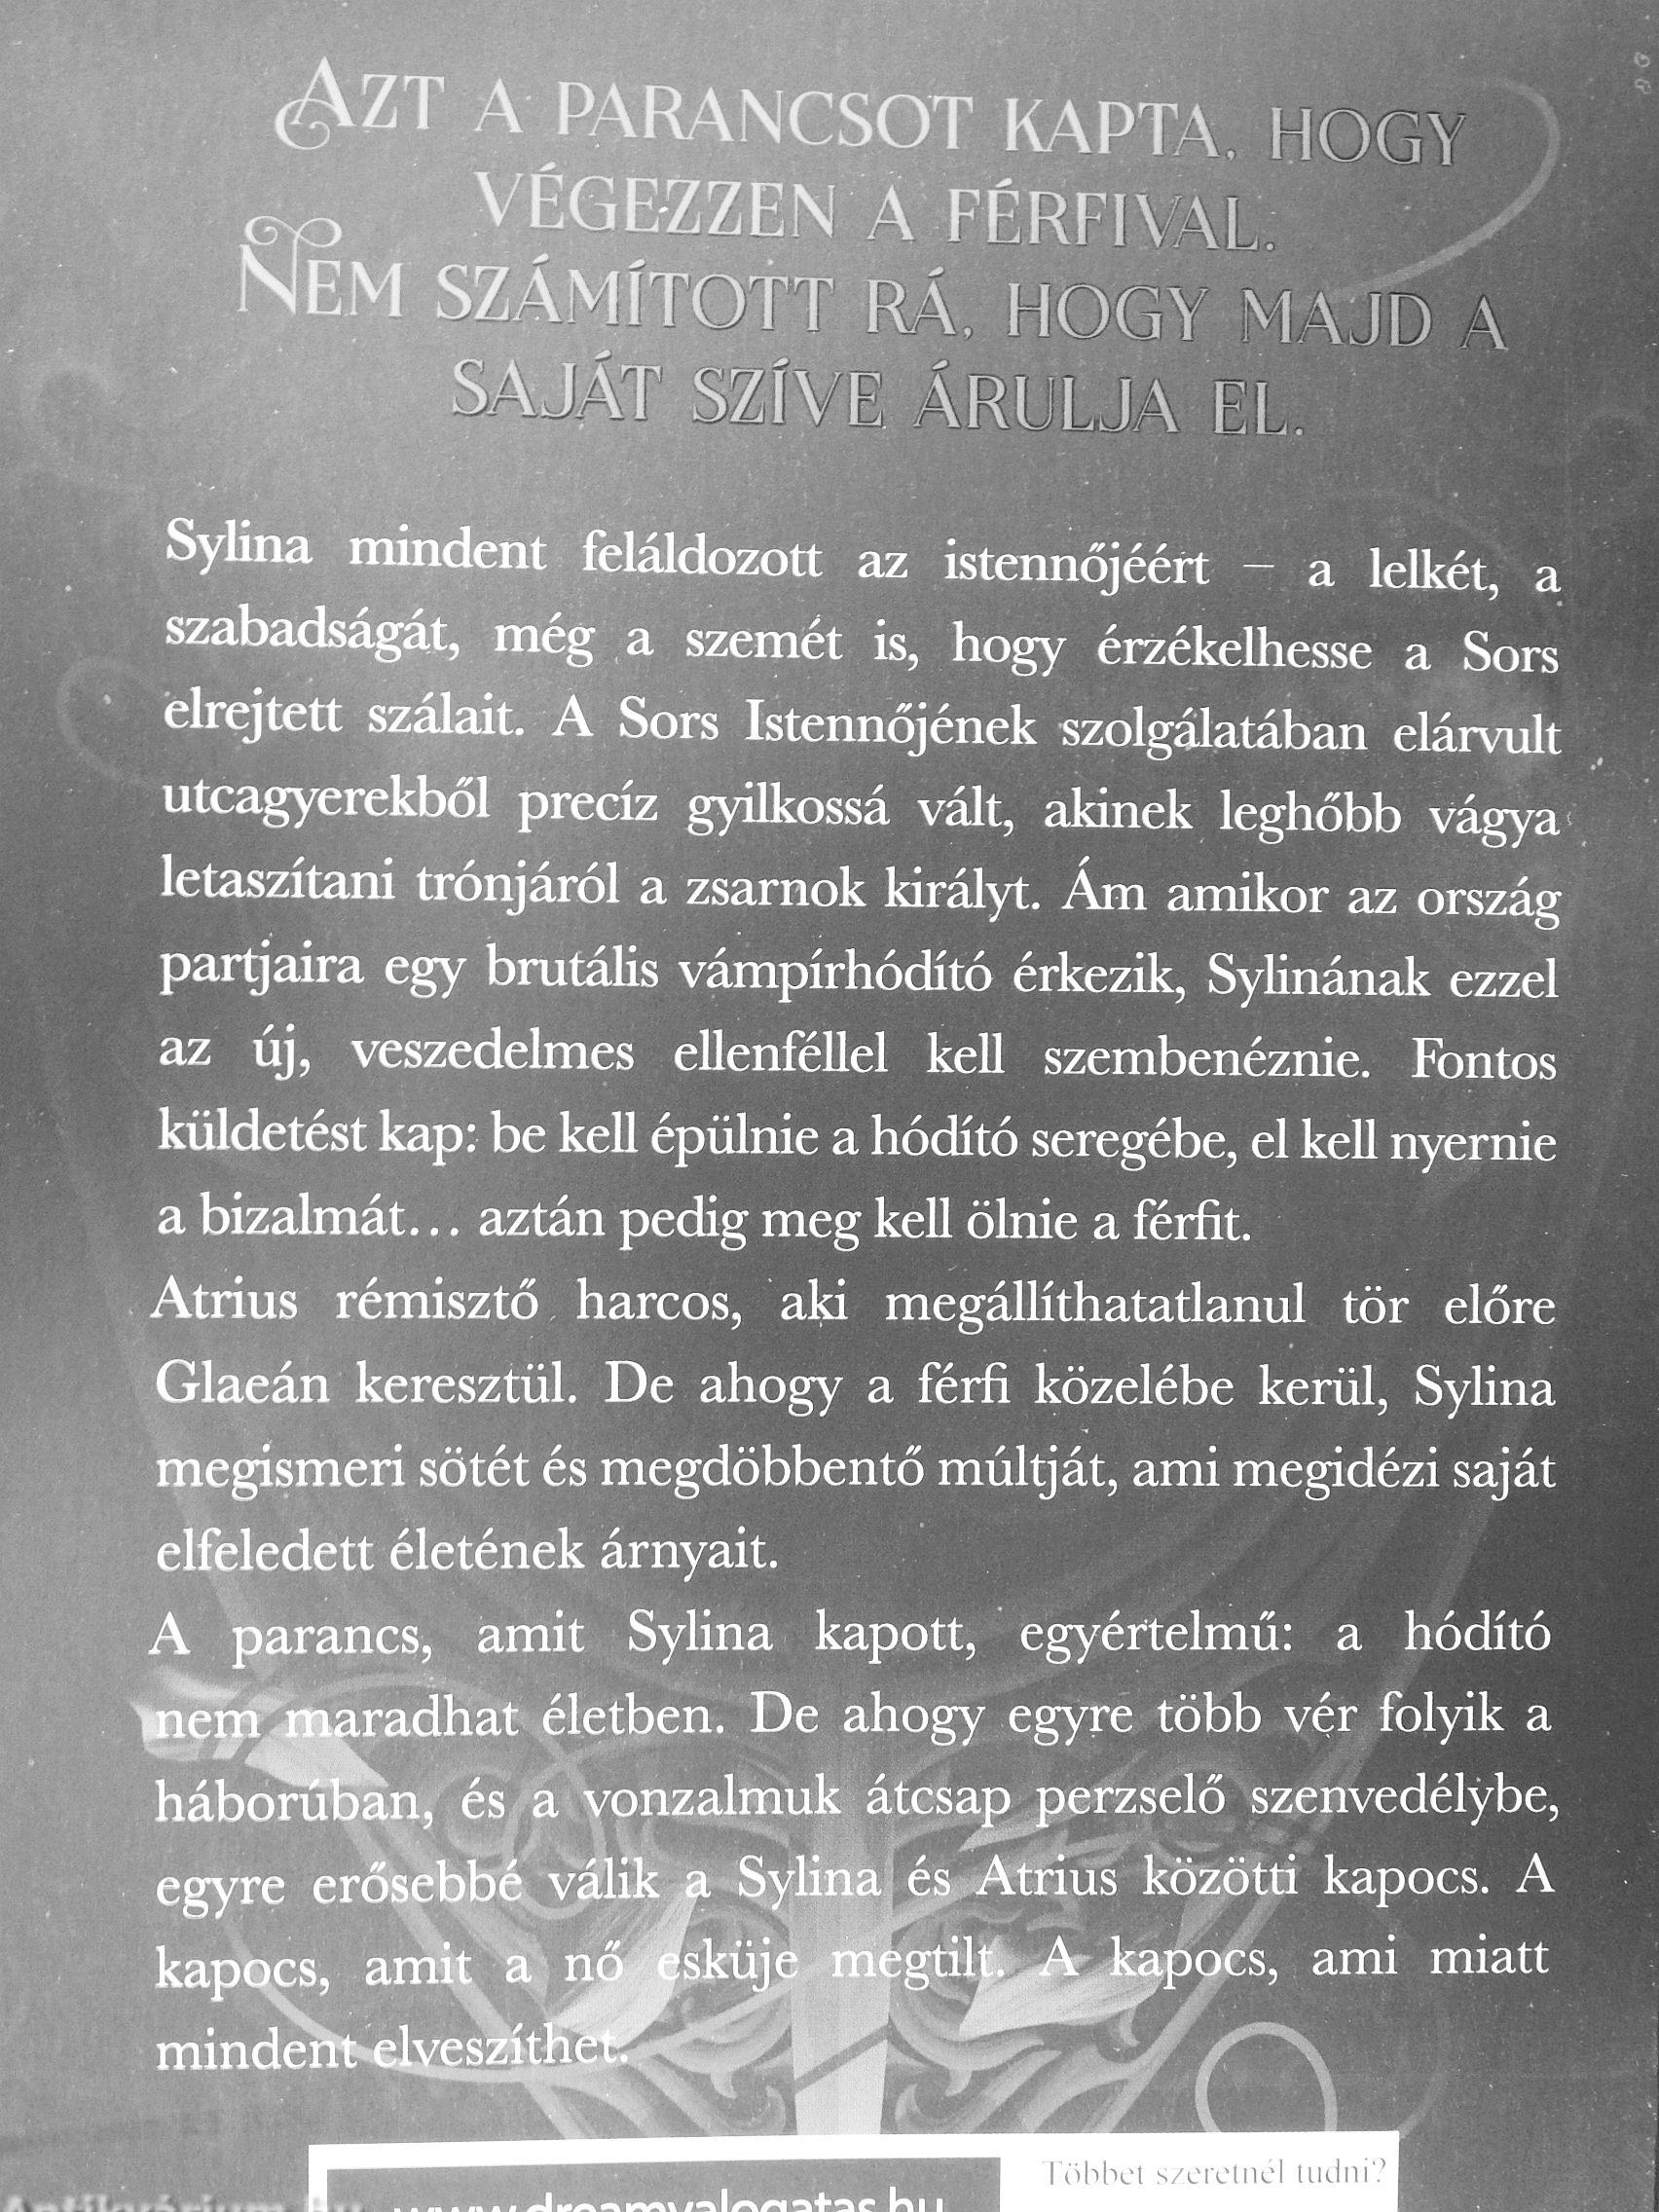 AZT A PARANCSOT KAPTA, HOGY
VÉGEZZEN A FÉRFIVAL.
NEM SZÁMÍTOTT RÁ, HOGY MAJD A
SAJÁT SZÍVE ÁRULJA EL.
Sylina mindent feláldozott az istennőjéért – a lelkét, a
szabadságát, még a szemét is, hogy érzékelhesse a Sors
elrejtett szálait. A Sors Istennőjének szolgálatában elárvult
utcagyerekből precíz gyilkossá vált, akinek leghőbb vágya
letaszítani trónjáról a zsarnok királyt. Ám amikor az ország
partjaira egy brutális vámpírhódító érkezik, Sylinának ezzel
az új, veszedelmes ellenféllel kell szembenéznie. Fontos
küldetést kap: be kell épülnie a hódító seregébe, el kell nyernie
a bizalmát… aztán pedig meg kell ölnie a férfit.
Atrius rémisztő harcos, aki megállíthatatlanul tör előre
Glaeán keresztül. De ahogy a férfi közelébe kerül, Sylina
megismeri sötét és megdöbbentő múltját, ami megidézi saját
elfeledett életének árnyait.
A parancs, amit Sylina kapott, egyértelmű: a hódító
nem maradhat életben. De ahogy egyre több vér folyik a
háborúban, és a vonzalmuk átcsap perzselő szenvedélybe,
egyre erősebbé válik a Sylina és Atrius közötti kapocs. A
kapocs, amit a nő esküje megtilt. A kapocs, ami miatt
mindent elveszíthet.
Többet szeretnél tudni?
www.dreamvalogatas.hu
Antikvárium.hu